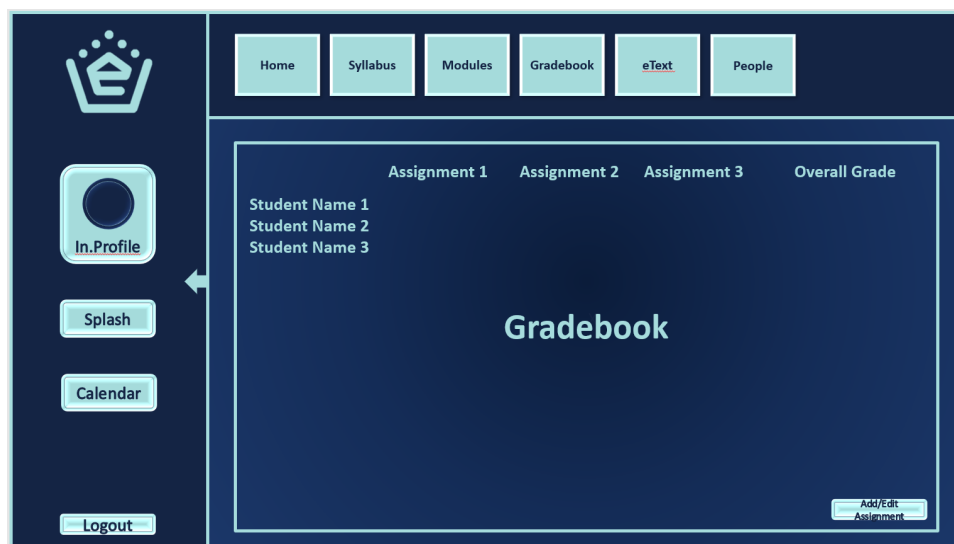 Home Syllabus Modules Gradebook eText People
Assignment 1 Assignment 2 Assignment 3 Overall Grade
Student Name 1
Student Name 2
Student Name 3
Gradebook
Add/Edit
Assignment
In.Profile
Splash
Calendar
Logout